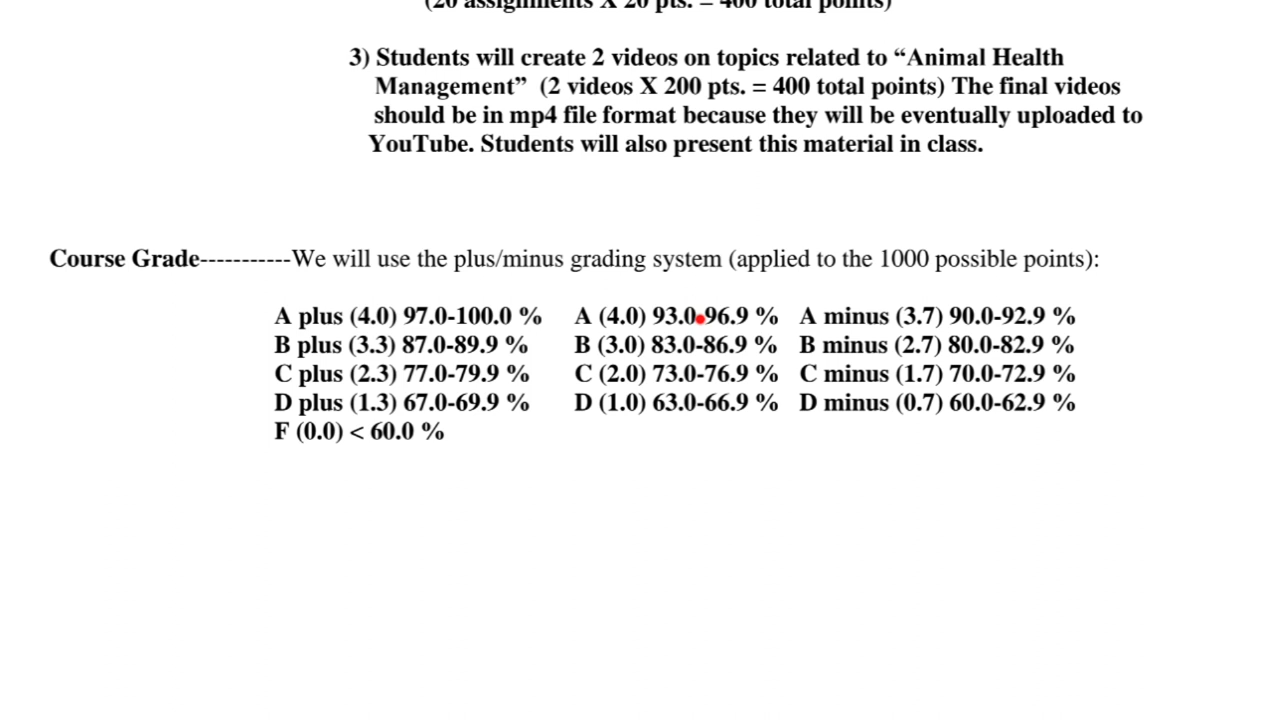 (20 assignments X 20 pts. = 400 total points)
3) Students will create 2 videos on topics related to “Animal Health
Management” (2 videos X 200 pts. = 400 total points) The final videos
should be in mp4 file format because they will be eventually uploaded to
YouTube. Students will also present this material in class.
Course Grade-----------We will use the plus/minus grading system (applied to the 1000 possible points):
A plus (4.0) 97.0-100.0 % A (4.0) 93.0-96.9 % A minus (3.7) 90.0-92.9 %
B plus (3.3) 87.0-89.9 % B (3.0) 83.0-86.9 % B minus (2.7) 80.0-82.9 %
C plus (2.3) 77.0-79.9 % C (2.0) 73.0-76.9 % C minus (1.7) 70.0-72.9 %
D plus (1.3) 67.0-69.9 % D (1.0) 63.0-66.9 % D minus (0.7) 60.0-62.9 %
F (0.0) < 60.0 %